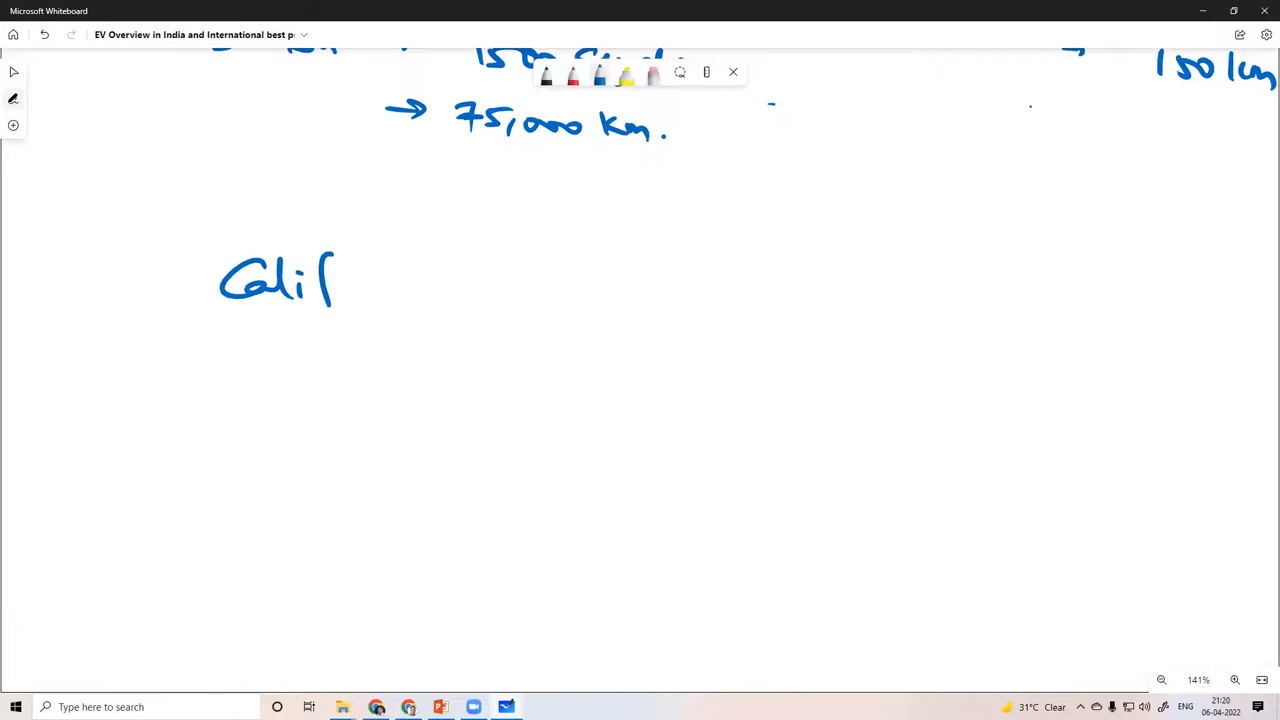 Microsoft Whiteboard
EV Overview in India and International best p
150 km
→ 75,000 km.
Calif
141%
Type here to search
31°C Clear
ENG
21:20
06-04-2022